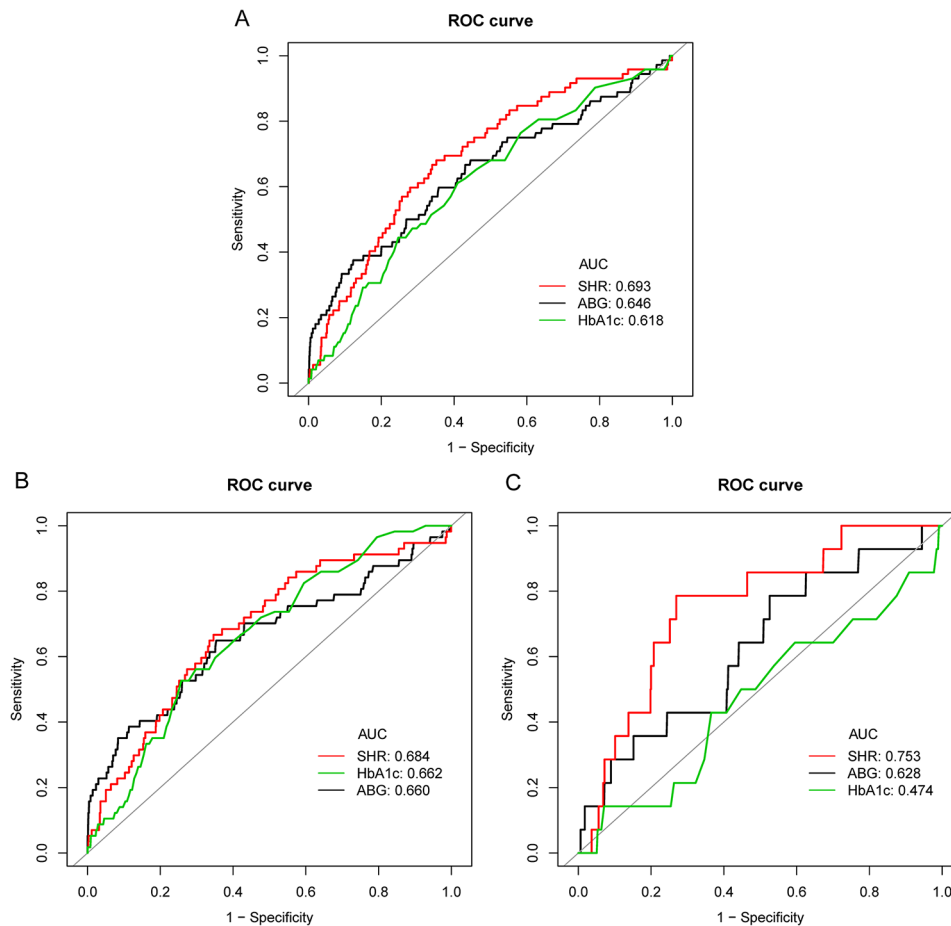 A
ROC curve
Sensitivity
0.0 0.2 0.4 0.6 0.8 1.0
AUC
SHR: 0.693
ABG: 0.646
HbA1c: 0.618
0.0 0.2 0.4 0.6 0.8 1.0
1 − Specificity
B
ROC curve
Sensitivity
0.0 0.2 0.4 0.6 0.8 1.0
AUC
SHR: 0.684
HbA1c: 0.662
ABG: 0.660
0.0 0.2 0.4 0.6 0.8 1.0
1 − Specificity
C
ROC curve
Sensitivity
0.0 0.2 0.4 0.6 0.8 1.0
AUC
SHR: 0.753
ABG: 0.628
HbA1c: 0.474
0.0 0.2 0.4 0.6 0.8 1.0
1 − Specificity